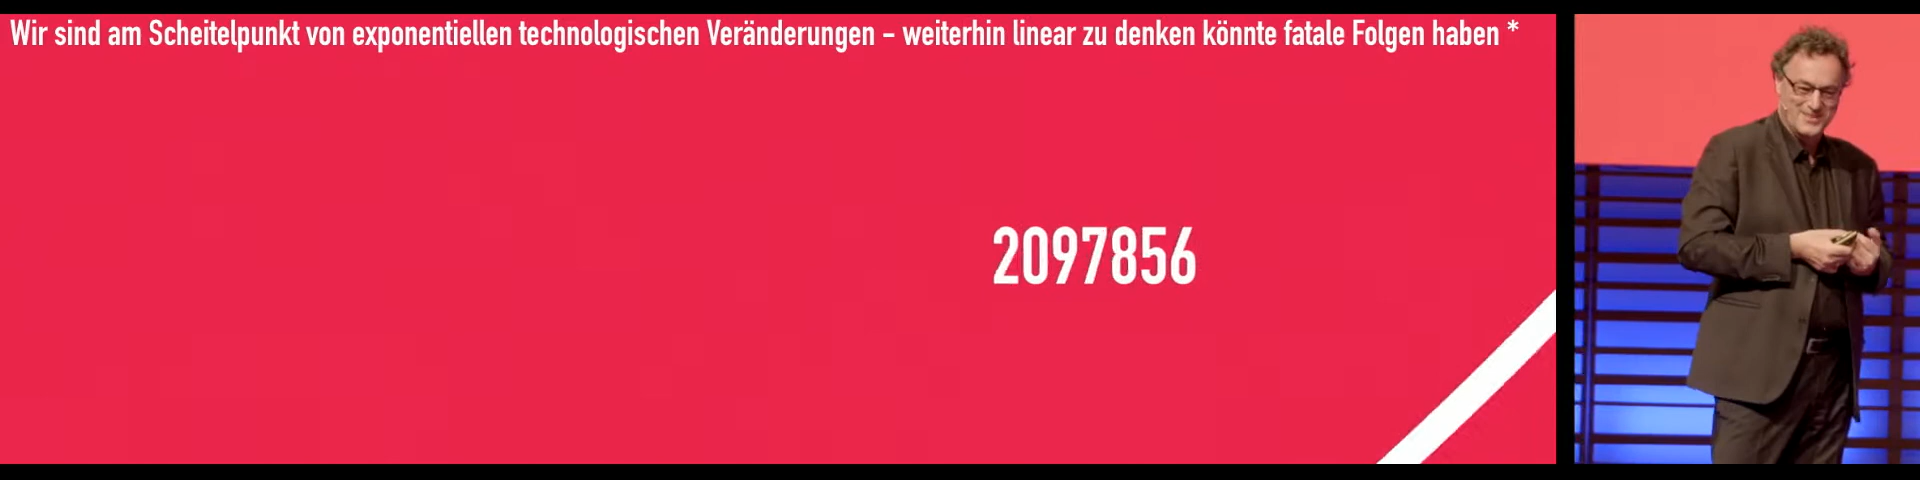 Wir sind am Scheitelpunkt von exponentiellen technologischen Veränderungen – weiterhin linear zu denken könnte fatale Folgen haben *
2097856